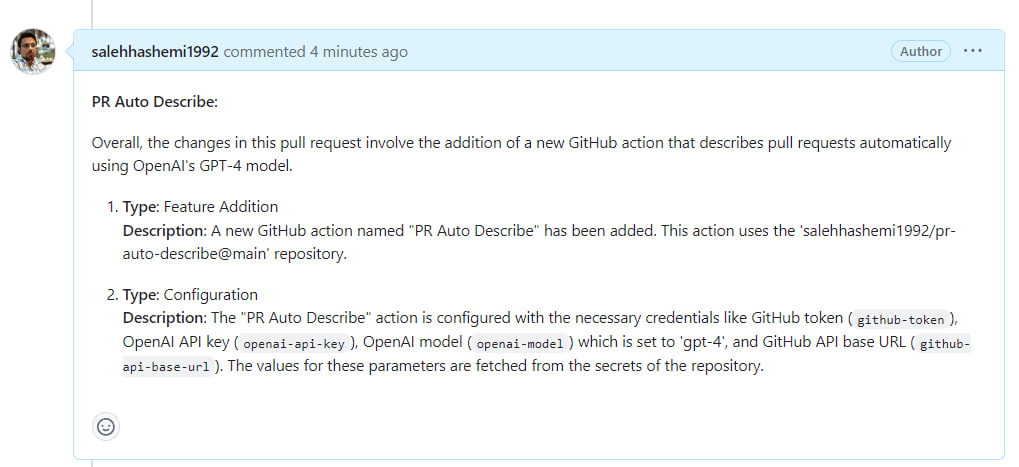 salehhashemi1992 commented 4 minutes ago Author ...
PR Auto Describe:
Overall, the changes in this pull request involve the addition of a new GitHub action that describes pull requests automatically
using OpenAI's GPT-4 model.
1. Type: Feature Addition
Description: A new GitHub action named "PR Auto Describe" has been added. This action uses the 'salehhashemi1992/pr-
auto-describe@main' repository.
2. Type: Configuration
Description: The "PR Auto Describe" action is configured with the necessary credentials like GitHub token ( github-token ),
OpenAI API key ( openai-api-key ), OpenAI model ( openai-model ) which is set to 'gpt-4', and GitHub API base URL ( github-
api-base-url ). The values for these parameters are fetched from the secrets of the repository.